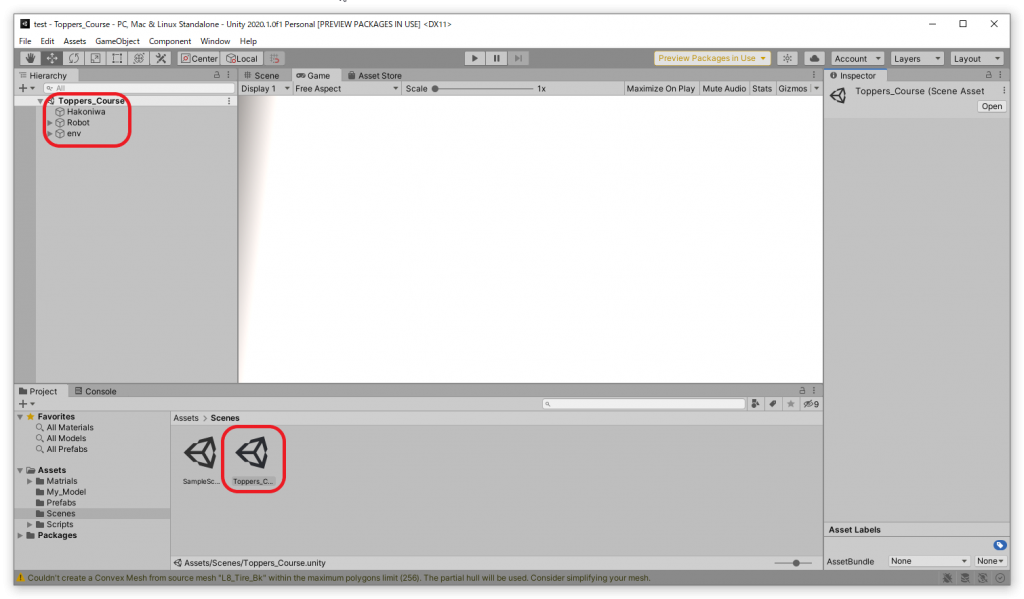 test - Toppers_Course - PC, Mac & Linux Standalone - Unity 2020.1.0f1 Personal [PREVIEW PACKAGES IN USE] <DX11>
File Edit Assets GameObject Component Window Help
Center Local Preview Packages in Use Account Layers Layout
Hierarchy Scene Game Asset Store Inspector
All Display 1 Free Aspect Scale 1x Maximize On Play Mute Audio Stats Gizmos Toppers_Course (Scene Asset
Toppers_Course Open
Hakoniwa
Robot
env
Project Console
9
Favorites Assets > Scenes
All Materials
All Models
All Prefabs
Assets
Matrials
My_Model
Prefabs
Scenes
Scripts
Packages
SampleSc... Toppers_C...
Asset Labels
Assets/Scenes/Toppers_Course.unity AssetBundle None None
Couldn't create a Convex Mesh from source mesh "L8_Tire_Bk" within the maximum polygons limit (256). The partial hull will be used. Consider simplifying your mesh.